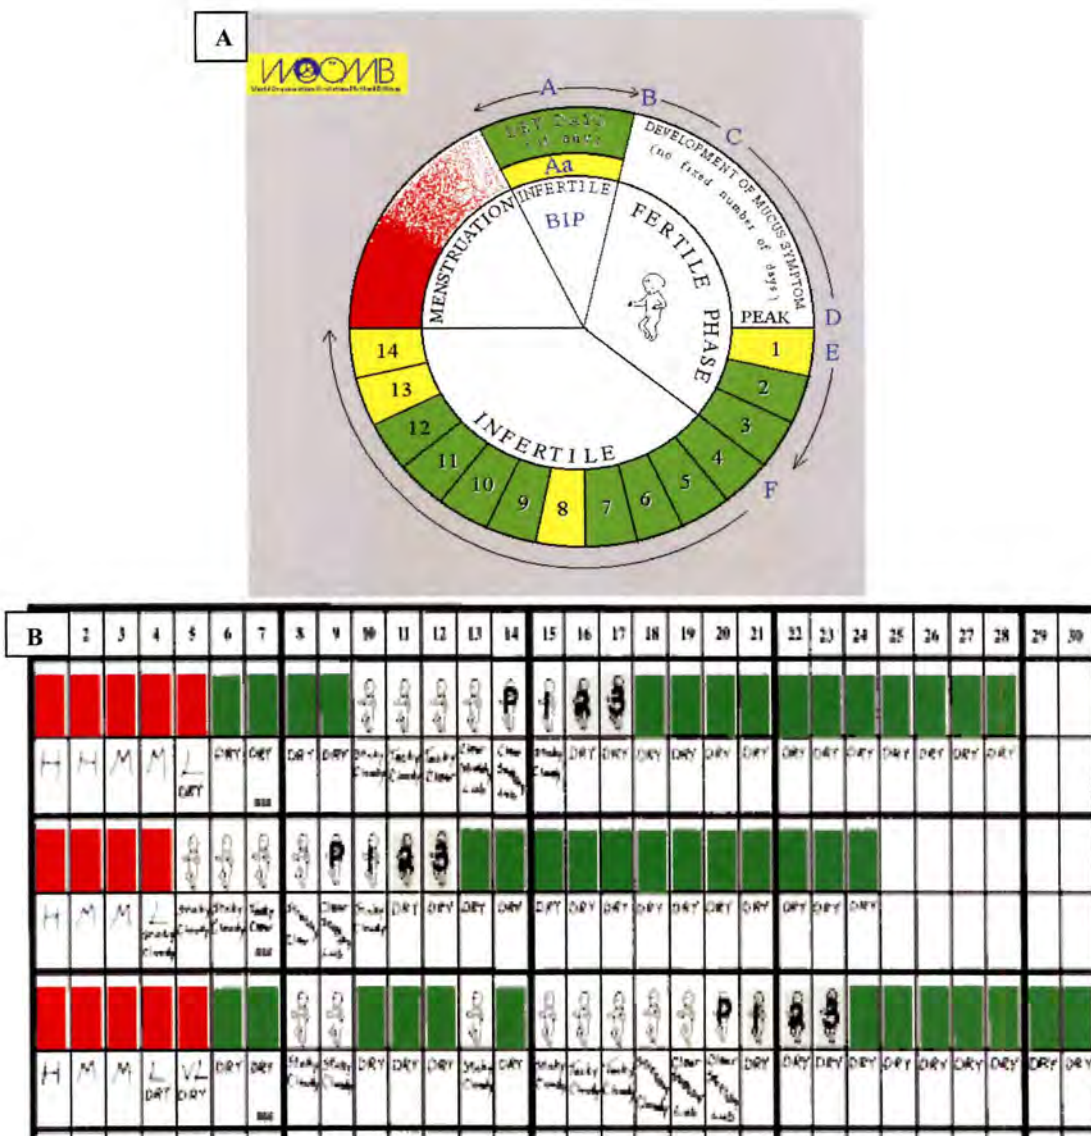 A
WOOMB
World Organisation Ovulation Method Billings
A
B
C
D
E
F
DRY DAYS
Aa
INFERTILE
BIP
DEVELOPMENT OF MUCUS SYMPTOM
(no fixed number of days)
FERTILE PHASE
PEAK
MENSTRUATION
INFERTILE
1
2
3
4
5
6
7
8
9
10
11
12
13
14
B 2 3 4 5 6 7 8 9 10 11 12 13 14 15 16 17 18 19 20 21 22 23 24 25 26 27 28 29 30
P 1 2 3
H H M M L DRY DRY DRY DRY DRY Sticky Cloudy Tacky Cloudy Tacky Clear Clear Lub Clear Lub Sticky Cloudy DRY DRY DRY DRY DRY DRY DRY DRY DRY DRY DRY DRY DRY
P 1 2 3
H M M L Sticky Cloudy Sticky Cloudy Sticky Cloudy Tacky Clear Clear Clear Lub Sticky Cloudy DRY DRY DRY DRY DRY DRY DRY DRY DRY DRY DRY DRY DRY DRY
P 1 2 3
H M M L DRY VL DRY DRY DRY Sticky Cloudy Sticky Cloudy DRY DRY DRY Sticky Cloudy DRY Sticky Cloudy Tacky Cloudy Tacky Cloudy Cloudy Clear Lub Clear Lub DRY DRY DRY DRY DRY DRY DRY DRY DRY DRY